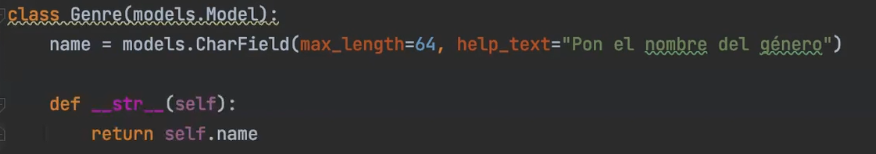 class Genre(models.Model):
    name = models.CharField(max_length=64, help_text="Pon el nombre del género")
    def __str__(self):
        return self.name